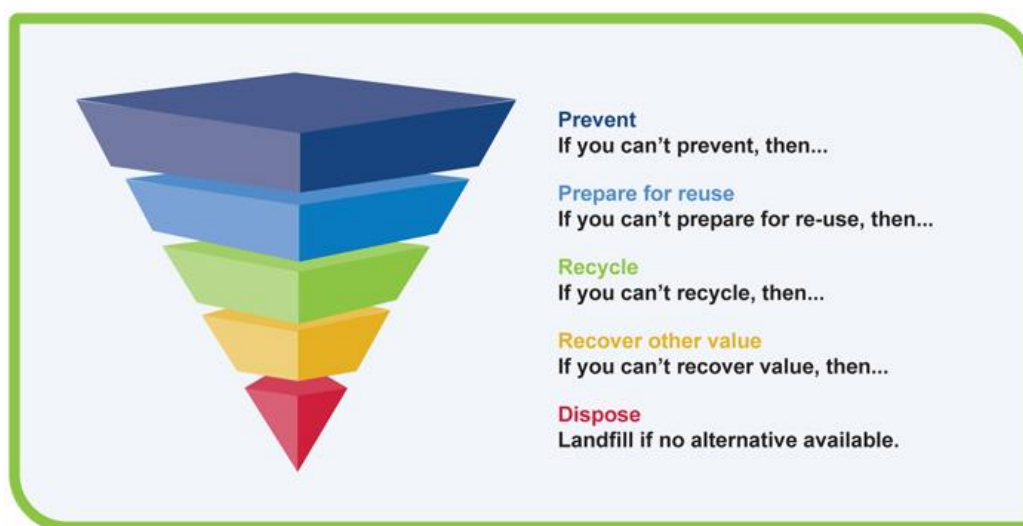 Prevent
If you can’t prevent, then...
Prepare for reuse
If you can’t prepare for re-use, then...
Recycle
If you can’t recycle, then...
Recover other value
If you can’t recover value, then...
Dispose
Landfill if no alternative available.